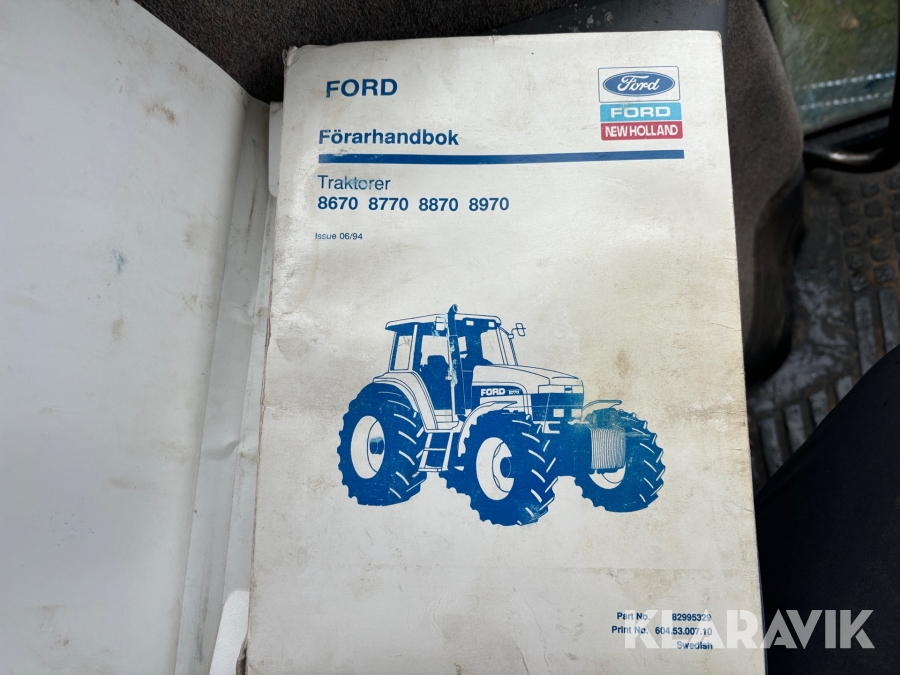 FORD
Ford
FORD
NEW HOLLAND
Förarhandbok
Traktorer
8670 8770 8870 8970
Issue 06/94
FORD 8770
Part No. 82995329
Print No. 604.53.007.10
Swedish
KLARAVIK